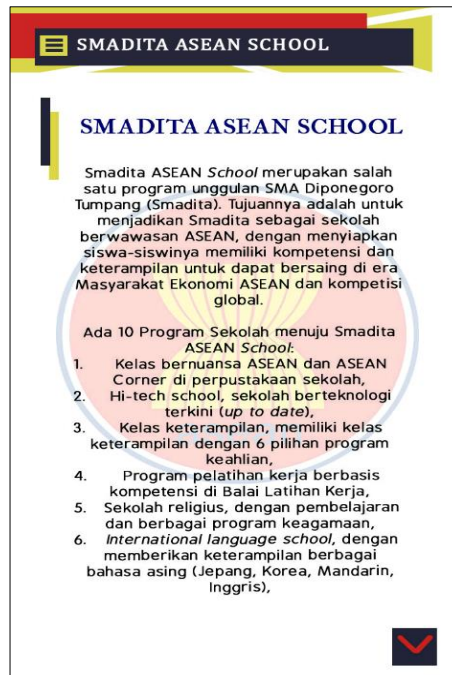 SMADITA ASEAN SCHOOL
SMADITA ASEAN SCHOOL
Smadita ASEAN School merupakan salah
satu program unggulan SMA Diponegoro
Tumpang (Smadita). Tujuannya adalah untuk
menjadikan Smadita sebagai sekolah
berwawasan ASEAN, dengan menyiapkan
siswa-siswinya memiliki kompetensi dan
keterampilan untuk dapat bersaing di era
Masyarakat Ekonomi ASEAN dan kompetisi
global.
Ada 10 Program Sekolah menuju Smadita
ASEAN School:
1. Kelas bernuansa ASEAN dan ASEAN
Corner di perpustakaan sekolah,
2. Hi-tech school, sekolah berteknologi
terkini (up to date),
3. Kelas keterampilan, memiliki kelas
keterampilan dengan 6 pilihan program
keahlian,
4. Program pelatihan kerja berbasis
kompetensi di Balai Latihan Kerja,
5. Sekolah religius, dengan pembelajaran
dan berbagai program keagamaan,
6. International language school, dengan
memberikan keterampilan berbagai
bahasa asing (Jepang, Korea, Mandarin,
Inggris),